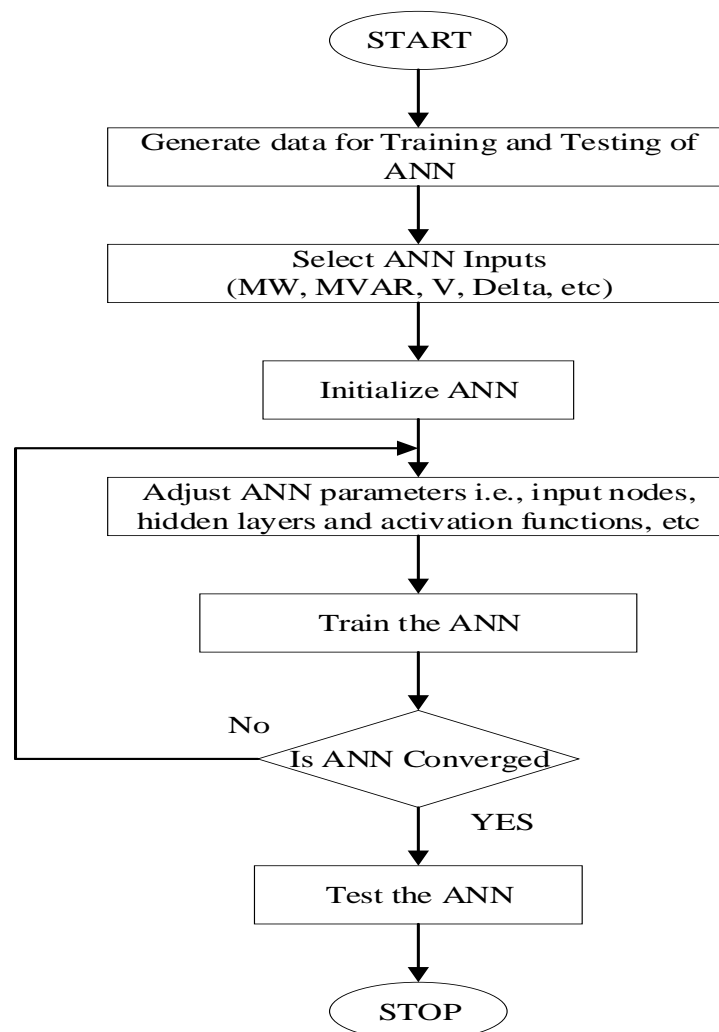 START
Generate data for Training and Testing of
ANN
Select ANN Inputs
(MW, MVAR, V, Delta, etc)
Initialize ANN
Adjust ANN parameters i.e., input nodes,
hidden layers and activation functions, etc
Train the ANN
No
Is ANN Converged
YES
Test the ANN
STOP